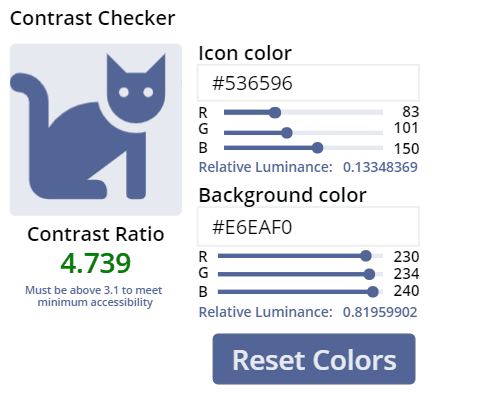 Contrast Checker
Icon color
#536596
R 83
G 101
B 150
Relative Luminance: 0.13348369
Background color
#E6EAF0
R 230
G 234
B 240
Relative Luminance: 0.81959902
Contrast Ratio
4.739
Must be above 3.1 to meet
minimum accessibility
Reset Colors